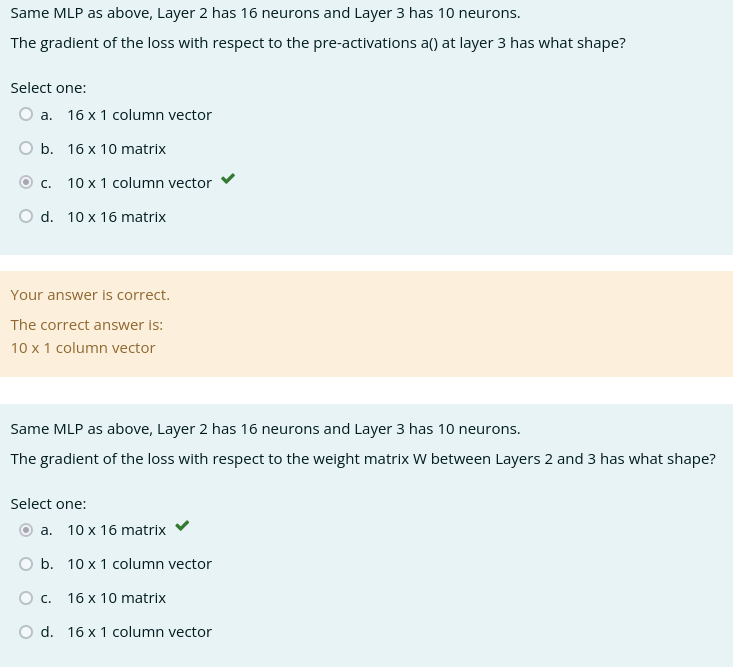 Same MLP as above, Layer 2 has 16 neurons and Layer 3 has 10 neurons.
The gradient of the loss with respect to the pre-activations a() at layer 3 has what shape?
Select one:
a. 16 x 1 column vector
b. 16 x 10 matrix
c. 10 x 1 column vector
d. 10 x 16 matrix
Your answer is correct.
The correct answer is:
10 x 1 column vector
Same MLP as above, Layer 2 has 16 neurons and Layer 3 has 10 neurons.
The gradient of the loss with respect to the weight matrix W between Layers 2 and 3 has what shape?
Select one:
a. 10 x 16 matrix
b. 10 x 1 column vector
c. 16 x 10 matrix
d. 16 x 1 column vector